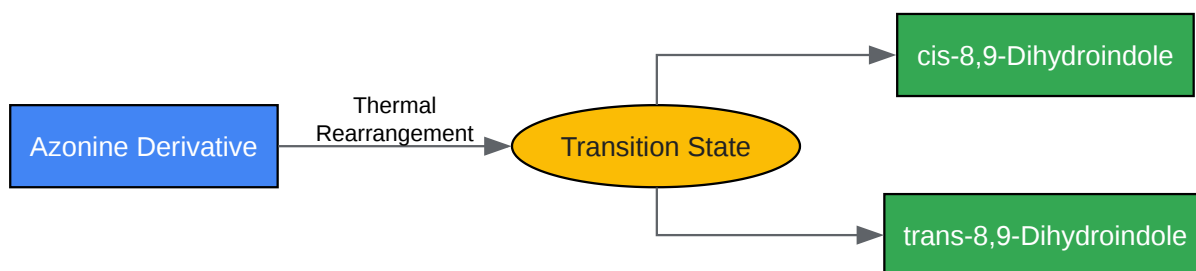 Azonine Derivative
Thermal
Rearrangement
Transition State
cis-8,9-Dihydroindole
trans-8,9-Dihydroindole